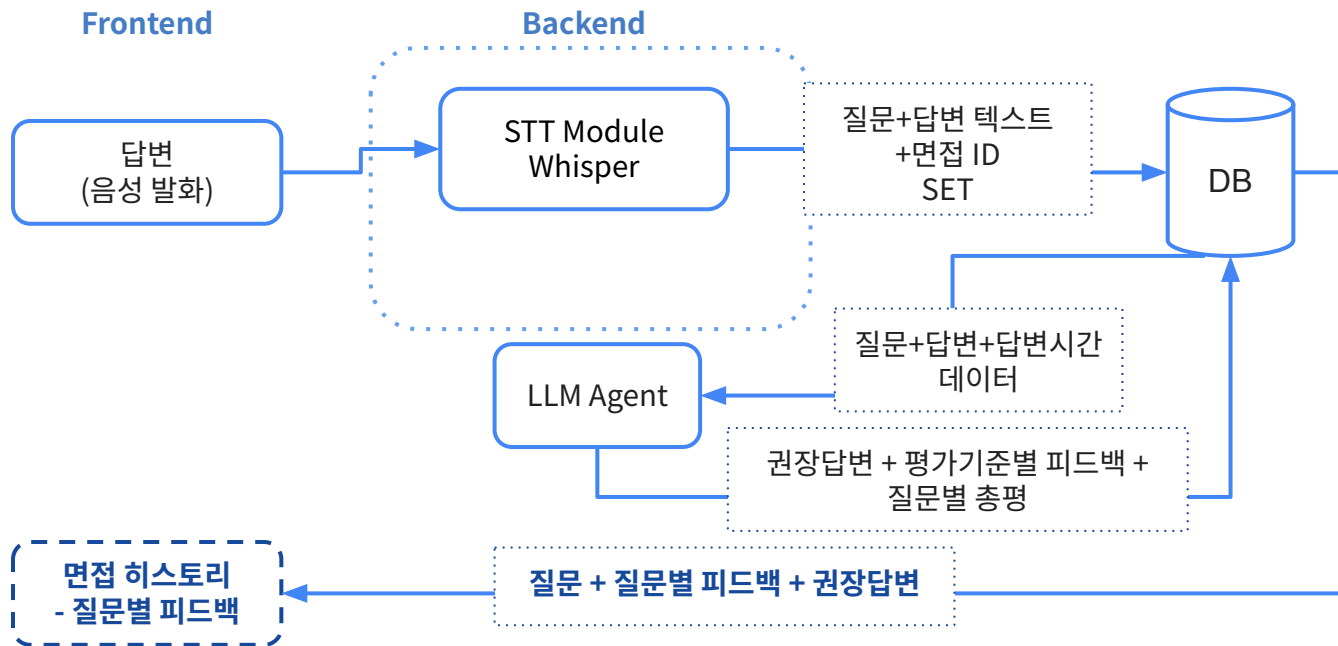 Frontend
Backend
답변
(음성 발화)
STT Module
Whisper
질문+답변 텍스트
+면접 ID
SET
DB
질문+답변+답변시간
데이터
LLM Agent
권장답변 + 평가기준별 피드백 +
질문별 총평
면접 히스토리
- 질문별 피드백
질문 + 질문별 피드백 + 권장답변